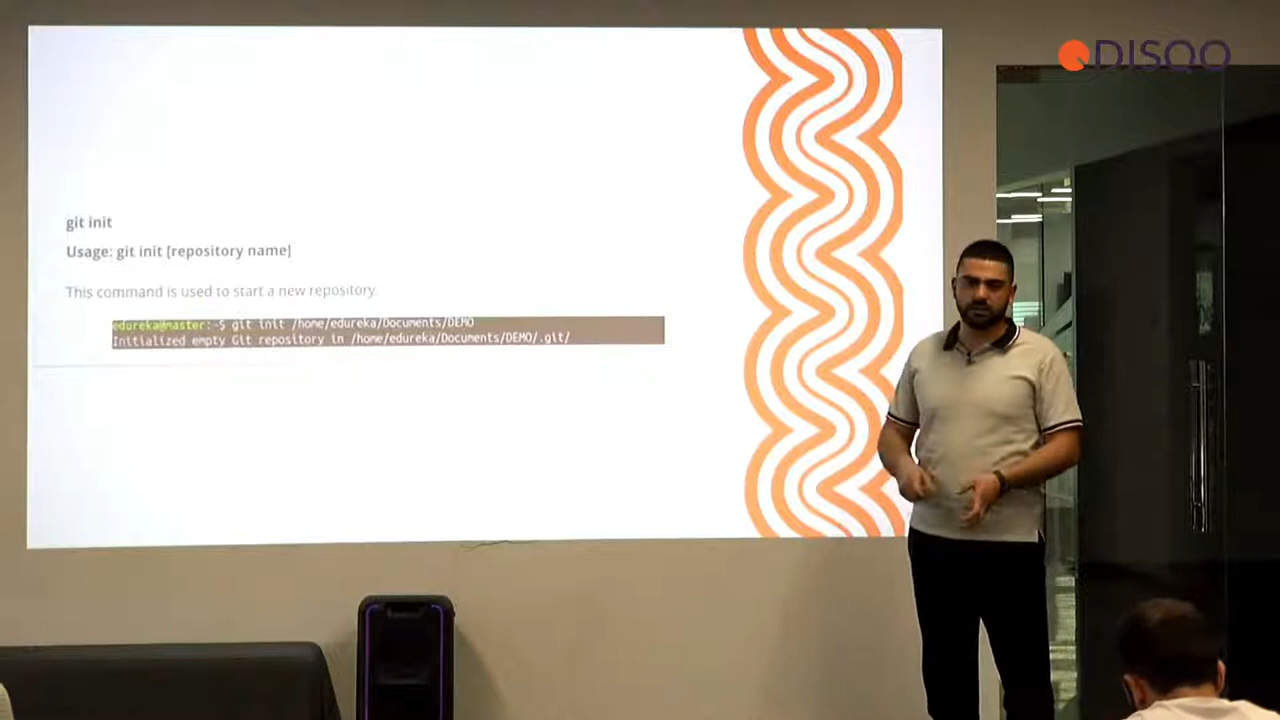 DISQO
git init
Usage: git init [repository name]
This command is used to start a new repository.
edureka@master:~$ git init /home/edureka/Documents/DEMO
Initialized empty Git repository in /home/edureka/Documents/DEMO/.git/